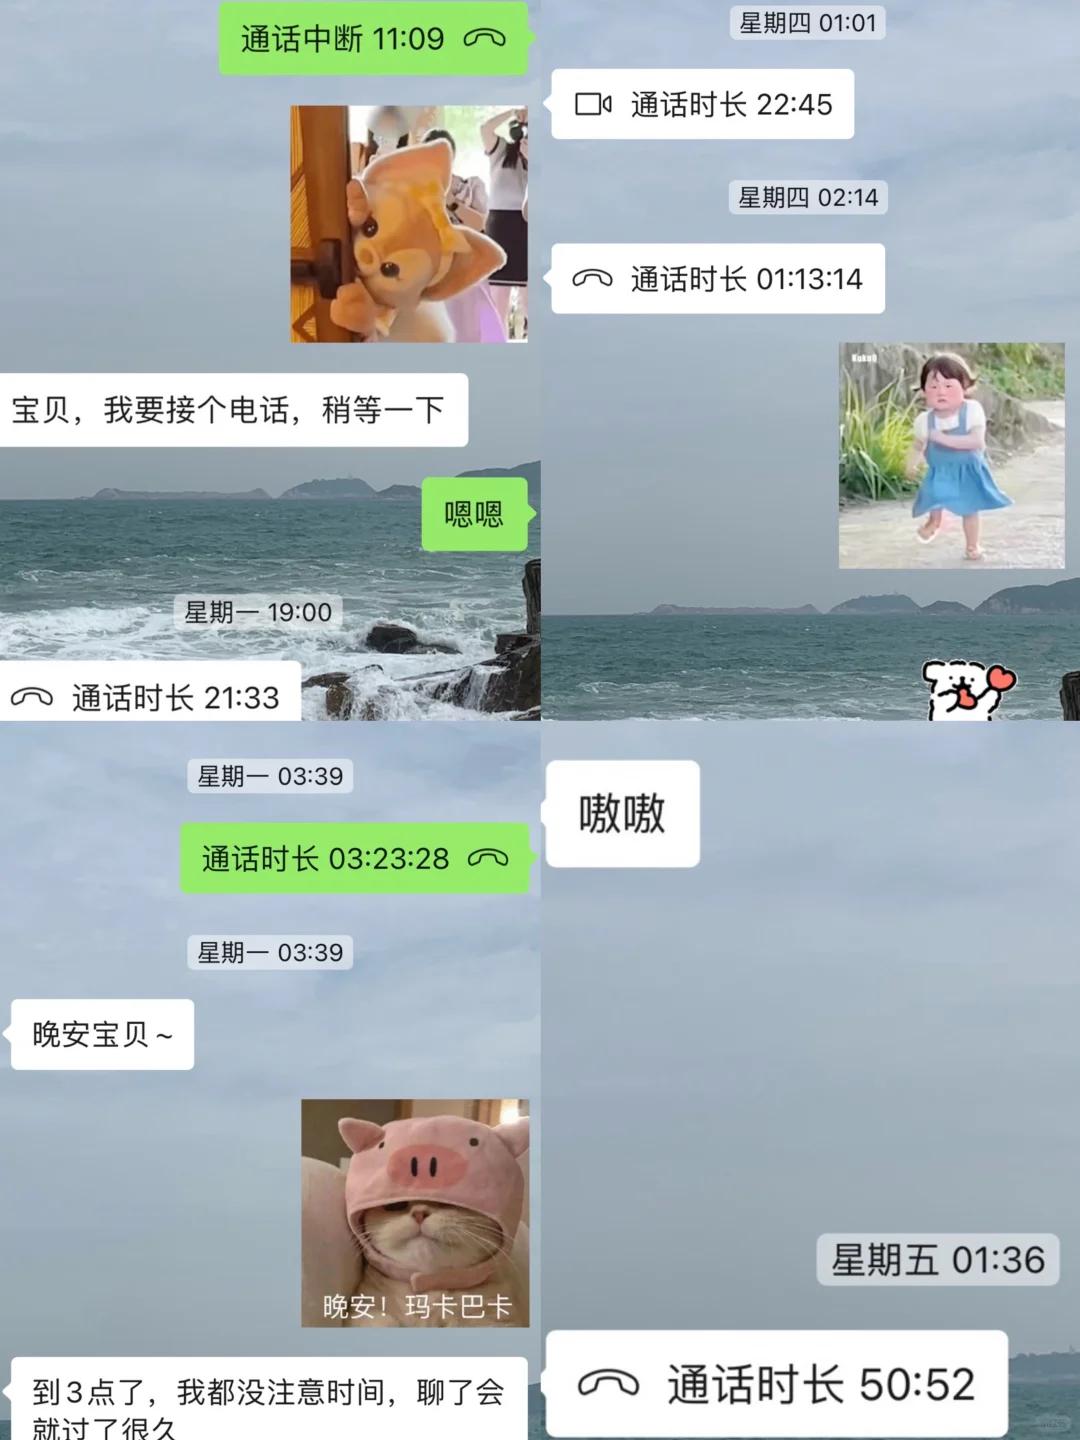 通话中断 11:09
宝贝，我要接个电话，稍等一下
嗯嗯
星期一 19:00
通话时长 21:33
星期四 01:01
通话时长 22:45
星期四 02:14
通话时长 01:13:14
KukuO
星期一 03:39
通话时长 03:23:28
星期一 03:39
晚安宝贝~
晚安！玛卡巴卡
到3点了，我都没注意时间，聊了会
就过了很久
嗷嗷
星期五 01:36
通话时长 50:52